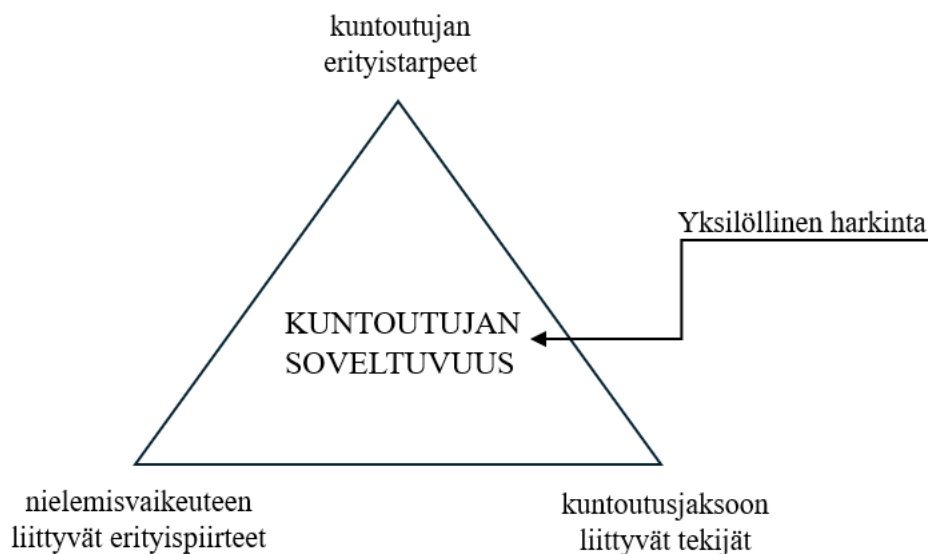 kuntoutujan
erityistarpeet
Yksilöllinen harkinta
KUNTOUTUJAN
SOVELTUVUUS
nielemisvaikeuteen
liittyvät erityispiirteet
kuntoutusjaksoon
liittyvät tekijät